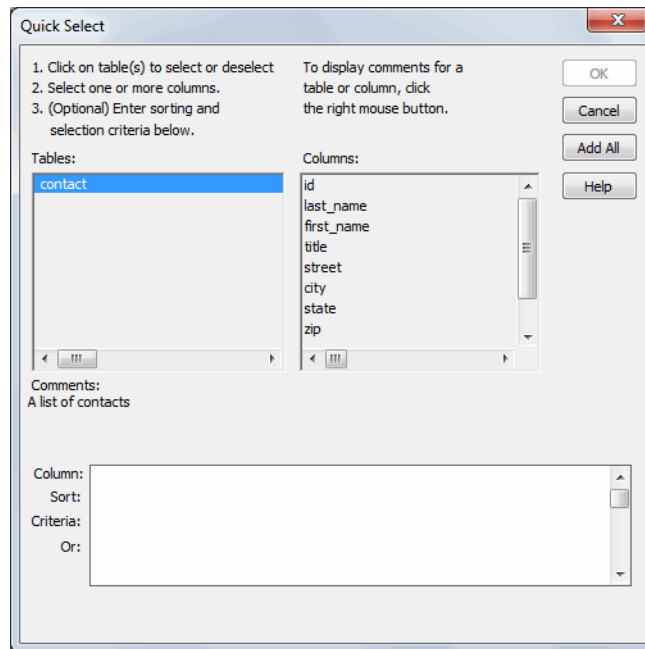 Quick Select
1. Click on table(s) to select or deselect
2. Select one or more columns.
3. (Optional) Enter sorting and
selection criteria below.
To display comments for a
table or column, click
the right mouse button.
OK
Cancel
Add All
Help
Tables:
contact
Columns:
id
last_name
first_name
title
street
city
state
zip
Comments:
A list of contacts
Column:
Sort:
Criteria:
Or: